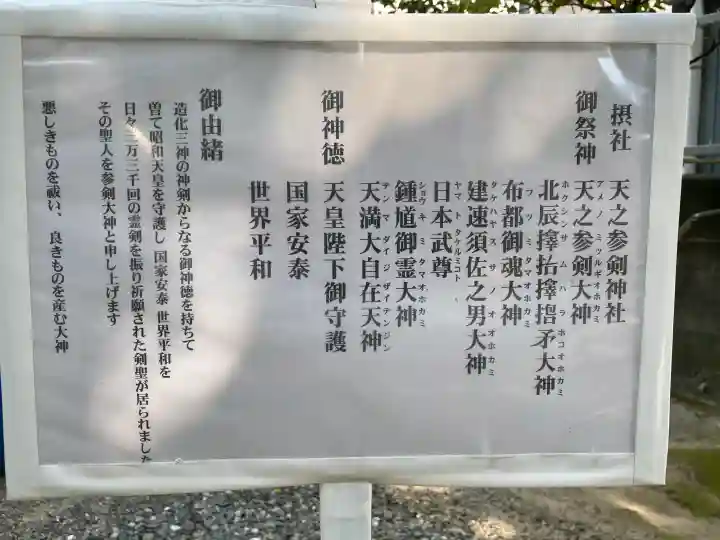 摂社 天之参剣神社
御祭神 天之参剣大神
アメノミツルギオホカミ
北辰擇抬擇捃矛大神
ホクシンサムハラホコオホカミ
布都御魂大神
フツミタマオホカミ
建速須佐之男大神
タケハヤスサノオオホカミ
日本武尊
ヤマトタケルミコト
鍾馗御霊大神
ショウキミタマオホカミ
天満大自在天神
テンマダイジザイテンジン
御神徳 天皇陛下御守護
国家安泰
世界平和
御由緒
造化三神の神剣からなる御神徳を持ちて
曽て昭和天皇を守護し 国家安泰 世界平和を
日々三万三千回の霊剣を振り祈願された剣聖が居られました
その聖人を参剣大神と申し上げます
悪しきものを祓い、良きものを産む大神